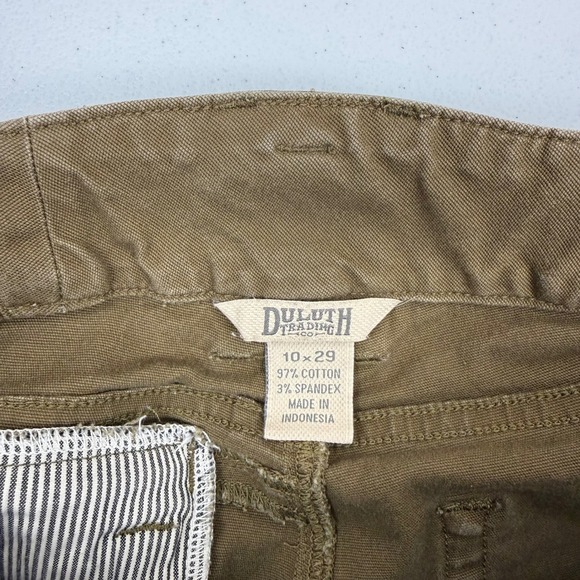 DULUTH
TRADING
CO
10 x 29
97% COTTON
3% SPANDEX
MADE IN
INDONESIA